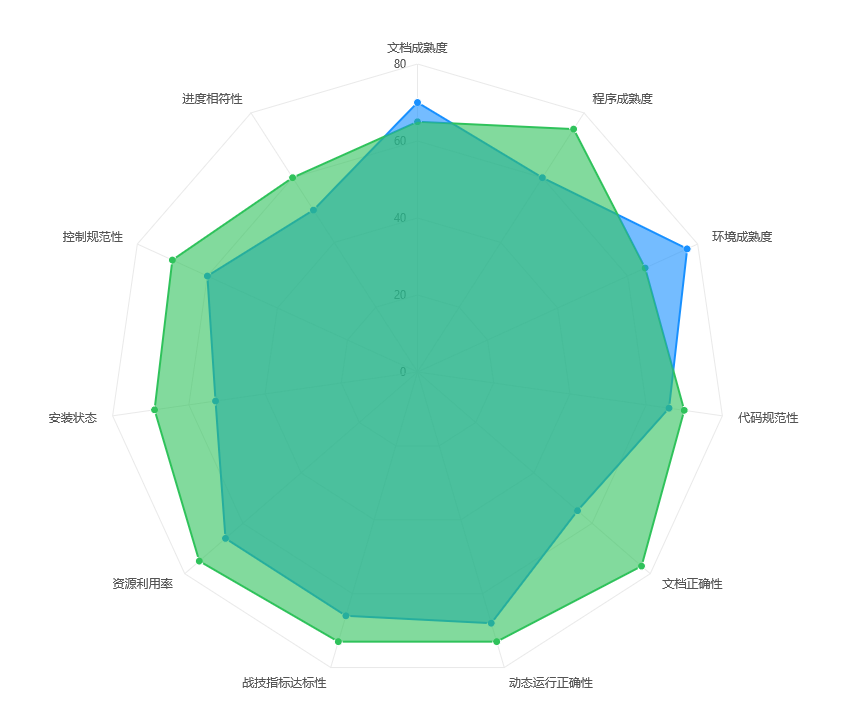 文档成熟度
80
进度相符性
程序成熟度
60
控制规范性
环境成熟度
40
20
0
安装状态
代码规范性
资源利用率
文档正确性
战技指标达标性
动态运行正确性